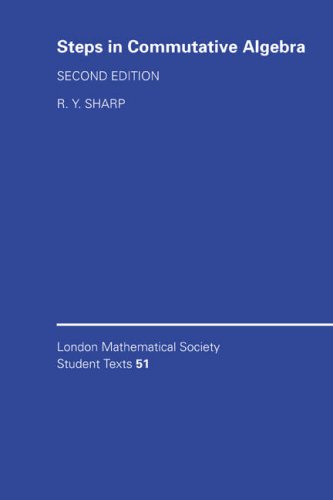 Steps in Commutative Algebra
SECOND EDITION
R. Y. SHARP
London Mathematical Society
Student Texts 51